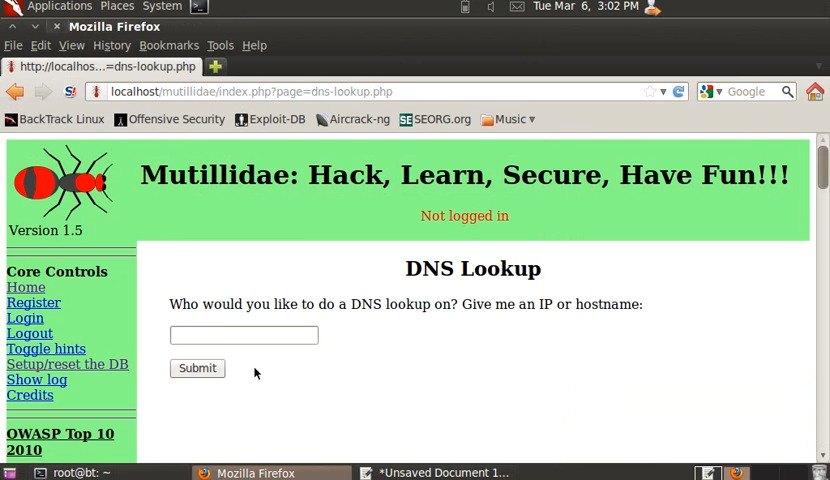 Applications Places System
Tue Mar 6, 3:02 PM
Mozilla Firefox
File Edit View History Bookmarks Tools Help
http://localhos...=dns-lookup.php
localhost/mutillidae/index.php?page=dns-lookup.php
Google
BackTrack Linux Offensive Security Exploit-DB Aircrack-ng SEORG.org Music
Mutillidae: Hack, Learn, Secure, Have Fun!!!
Not logged in
Version 1.5
Core Controls
Home
Register
Login
Logout
Toggle hints
Setup/reset the DB
Show log
Credits
OWASP Top 10
2010
DNS Lookup
Who would you like to do a DNS lookup on? Give me an IP or hostname:
Submit
root@bt: ~
Mozilla Firefox
*Unsaved Document 1...